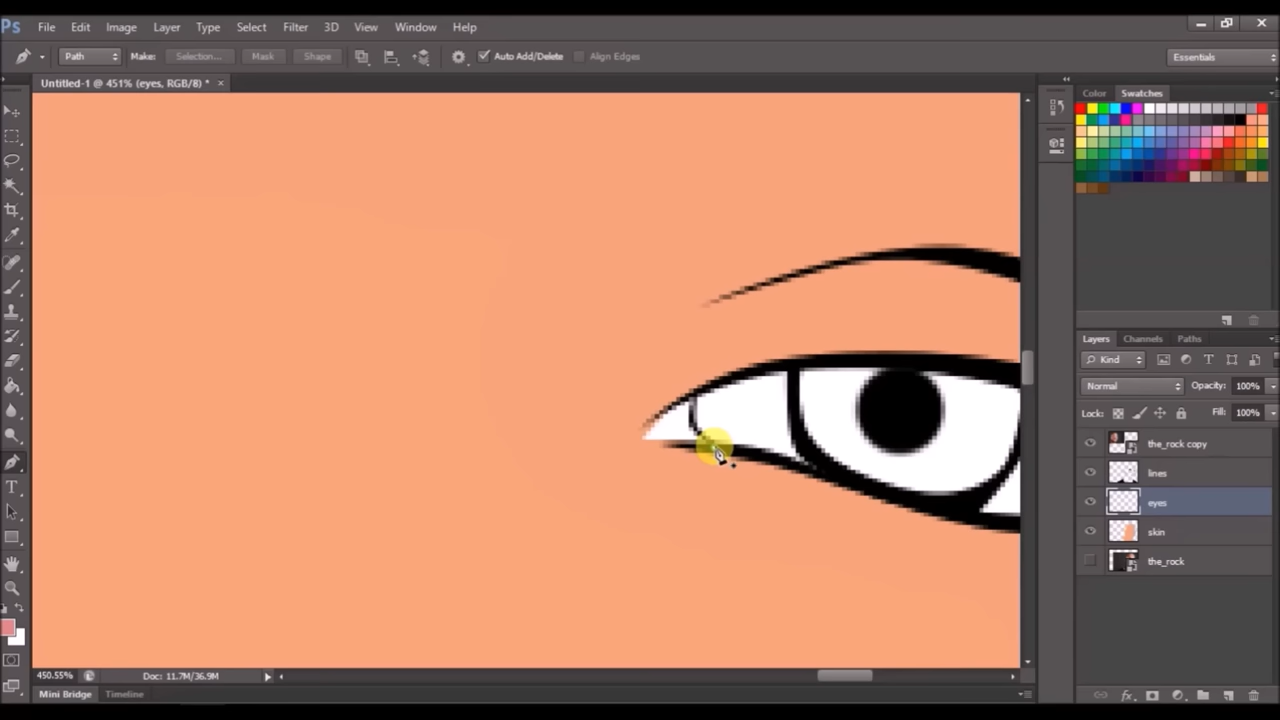 Ps File Edit Image Layer Type Select Filter 3D View Window Help
Path Make: Selection... Mask Shape Auto Add/Delete Align Edges Essentials
Untitled-1 @ 451% (eyes, RGB/8) * ×
Color Swatches
Layers Channels Paths
Kind
Normal Opacity: 100%
Lock: Fill: 100%
the_rock copy
lines
eyes
skin
the_rock
450.55% Doc: 11.7M/36.9M
Mini Bridge Timeline